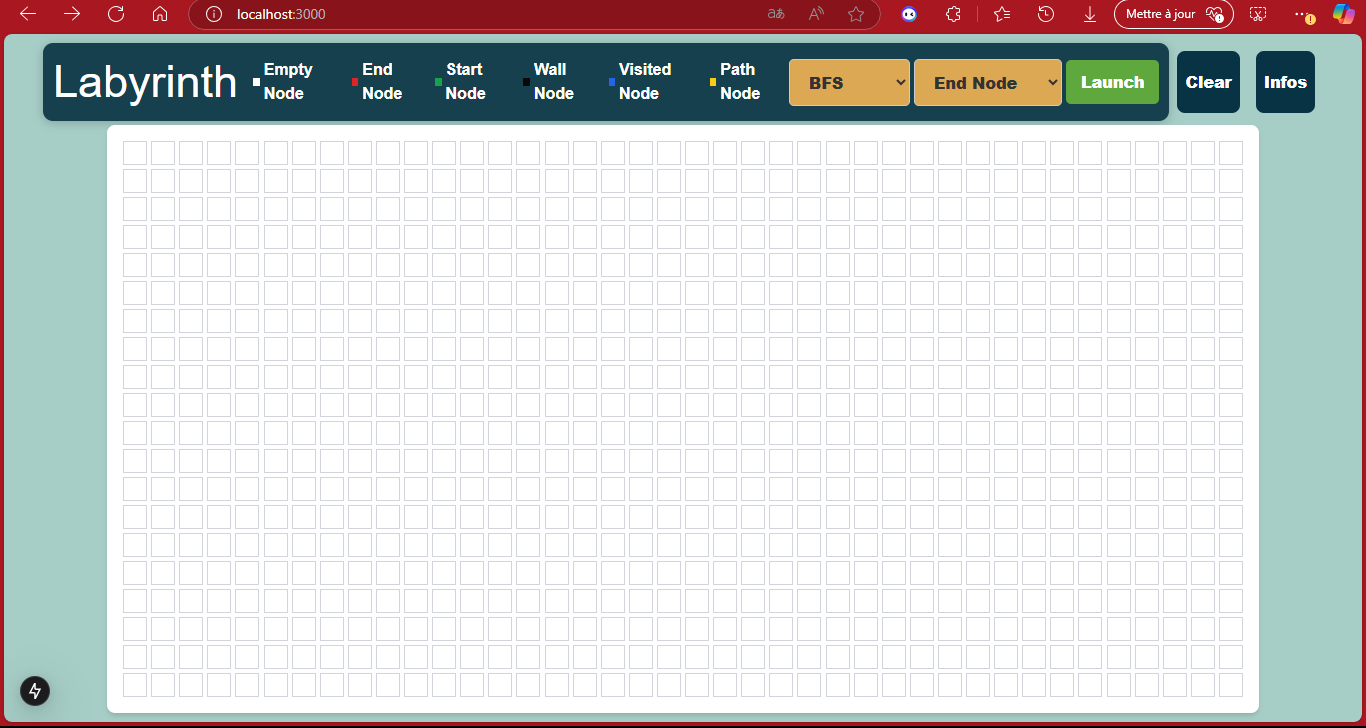 localhost:3000
Mettre à jour
Labyrinth
Empty
Node
End
Node
Start
Node
Wall
Node
Visited
Node
Path
Node
BFS
End Node
Launch
Clear
Infos